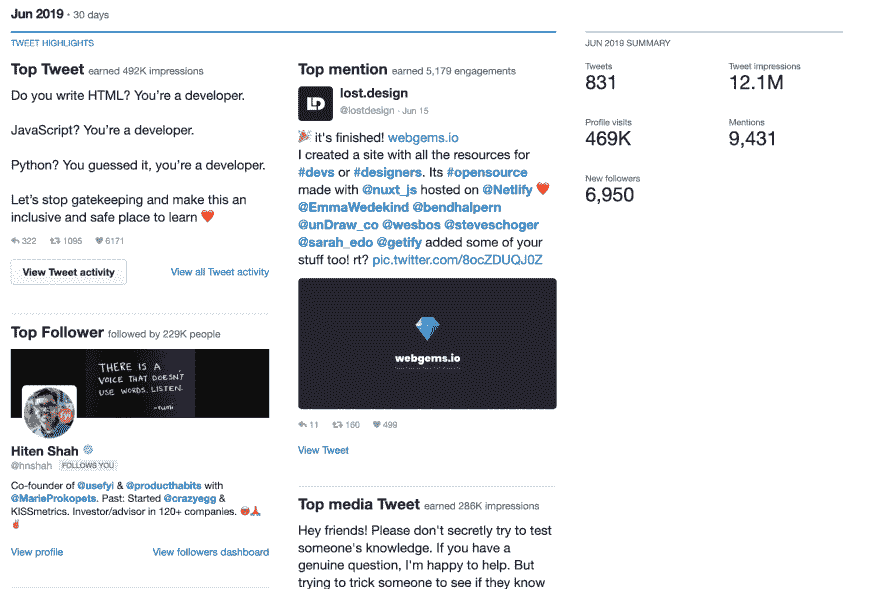 Jun 2019 · 30 days
TWEET HIGHLIGHTS
Top Tweet earned 492K impressions
Do you write HTML? You're a developer.
JavaScript? You're a developer.
Python? You guessed it, you're a developer.
Let's stop gatekeeping and make this an
inclusive and safe place to learn ❤️
322 1095 6171
View Tweet activity
View all Tweet activity
Top Follower followed by 229K people
THERE IS A
VOICE THAT DOESN'T
USE WORDS. LISTEN.
-rumi
Hiten Shah
@hnshah FOLLOWS YOU
Co-founder of @usefyi & @producthabits with
@MarieProkopets. Past: Started @crazyegg &
KISSmetrics. Investor/advisor in 120+ companies.
View profile
View followers dashboard
Top mention earned 5,179 engagements
LD
lost.design
@lostdesign · Jun 15
🎉 it's finished! webgems.io
I created a site with all the resources for
#devs or #designers. Its #opensource
made with @nuxt_js hosted on @Netlify ❤️
@EmmaWedekind @bendhalpern
@unDraw_co @wesbos @steveschoger
@sarah_edo @getify added some of your
stuff too! rt? pic.twitter.com/8ocZDUQJ0Z
webgems.io
11 160 499
View Tweet
Top media Tweet earned 286K impressions
Hey friends! Please don't secretly try to test
someone's knowledge. If you have a
genuine question, I'm happy to help. But
trying to trick someone to see if they know
JUN 2019 SUMMARY
Tweets
831
Tweet impressions
12.1M
Profile visits
469K
Mentions
9,431
New followers
6,950